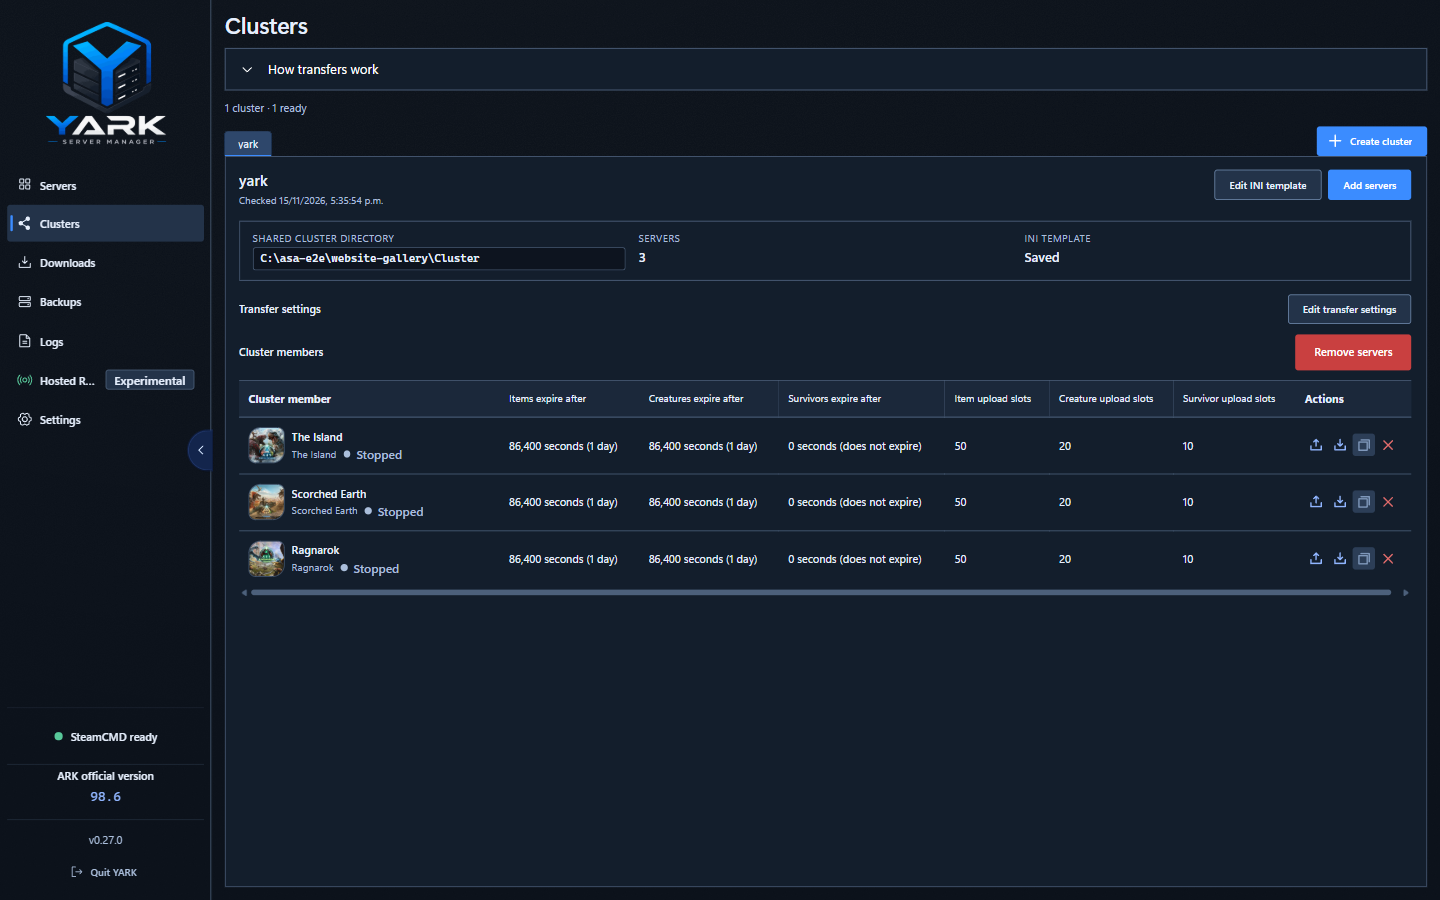 YARK
SERVER MANAGER
Servers
Clusters
Downloads
Backups
Logs
Hosted R... Experimental
Settings
SteamCMD ready
ARK official version
98.6
v0.27.0
Quit YARK
Clusters
How transfers work
1 cluster · 1 ready
yark
Create cluster
yark
Checked 15/11/2026, 5:35:54 p.m.
Edit INI template
Add servers
SHARED CLUSTER DIRECTORY SERVERS INI TEMPLATE
C:\asa-e2e\website-gallery\Cluster 3 Saved
Transfer settings
Edit transfer settings
Cluster members
Remove servers
Cluster member Items expire after Creatures expire after Survivors expire after Item upload slots Creature upload slots Survivor upload slots Actions
The Island
The Island Stopped
86,400 seconds (1 day) 86,400 seconds (1 day) 0 seconds (does not expire) 50 20 10
Scorched Earth
Scorched Earth Stopped
86,400 seconds (1 day) 86,400 seconds (1 day) 0 seconds (does not expire) 50 20 10
Ragnarok
Ragnarok Stopped
86,400 seconds (1 day) 86,400 seconds (1 day) 0 seconds (does not expire) 50 20 10